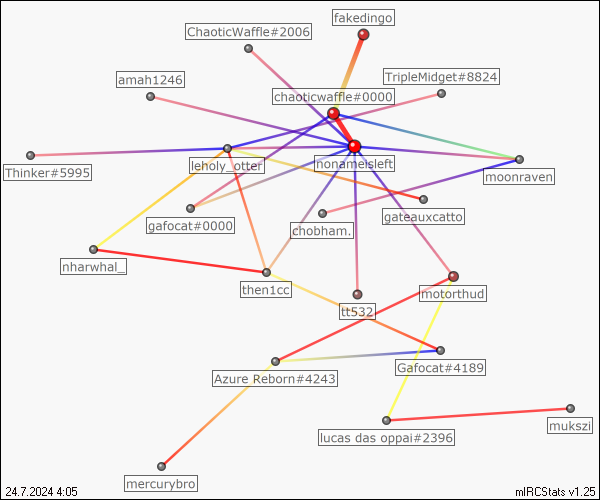 fakedingo
ChaoticWaffle#2006
TripleMidget#8824
amah1246
chaoticwaffle#0000
Thinker#5995
leholy_otter
nonameisleft
moonraven
gateauxcatto
gafocat#0000
chobham.
nharwhal_
then1cc
motorthud
tt532
Gafocat#4189
Azure Reborn#4243
mukszi
lucas das oppai#2396
mercurybro
24.7.2024 4:05
mIRCStats v1.25